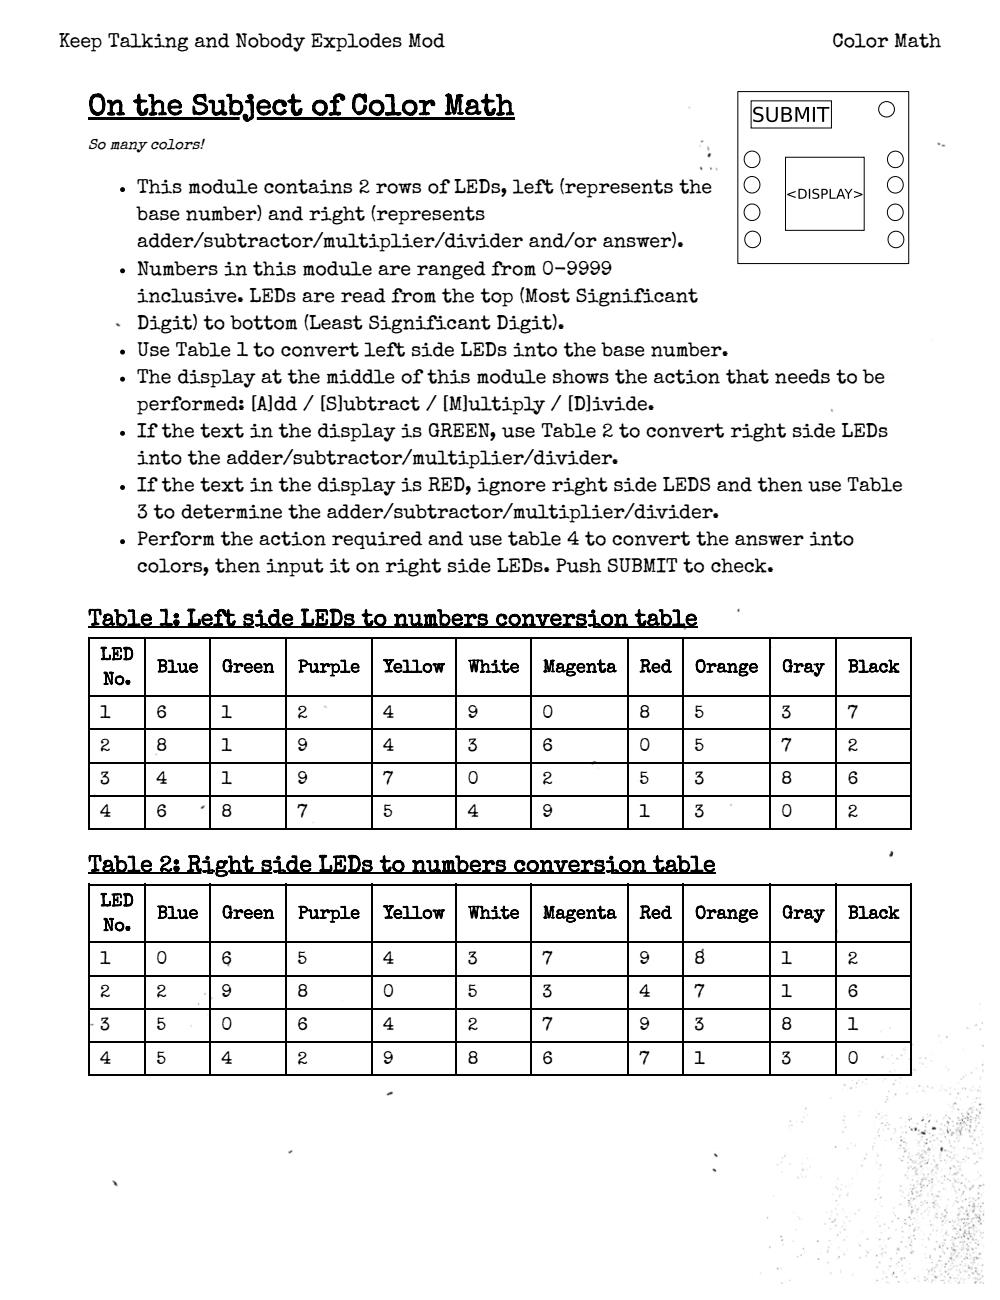 Keep Talking and Nobody Explodes Mod
Color Math
On the Subject of Color Math
So many colors!
SUBMIT
<DISPLAY>
• This module contains 2 rows of LEDs, left (represents the
base number) and right (represents
adder/subtractor/multiplier/divider and/or answer).
• Numbers in this module are ranged from 0-9999
inclusive. LEDs are read from the top (Most Significant
Digit) to bottom (Least Significant Digit).
• Use Table 1 to convert left side LEDs into the base number.
• The display at the middle of this module shows the action that needs to be
performed: [A]dd / [S]ubtract / [M]ultiply / [D]ivide.
• If the text in the display is GREEN, use Table 2 to convert right side LEDs
into the adder/subtractor/multiplier/divider.
• If the text in the display is RED, ignore right side LEDS and then use Table
3 to determine the adder/subtractor/multiplier/divider.
• Perform the action required and use table 4 to convert the answer into
colors, then input it on right side LEDs. Push SUBMIT to check.
Table 1: Left side LEDs to numbers conversion table
LED No. Blue Green Purple Yellow White Magenta Red Orange Gray Black
1 6 1 2 4 9 0 8 5 3 7
2 8 1 9 4 3 6 0 5 7 2
3 4 1 9 7 0 2 5 3 8 6
4 6 8 7 5 4 9 1 3 0 2
Table 2: Right side LEDs to numbers conversion table
LED No. Blue Green Purple Yellow White Magenta Red Orange Gray Black
1 0 6 5 4 3 7 9 8 1 2
2 2 9 8 0 5 3 4 7 1 6
3 5 0 6 4 2 7 9 3 8 1
4 5 4 2 9 8 6 7 1 3 0